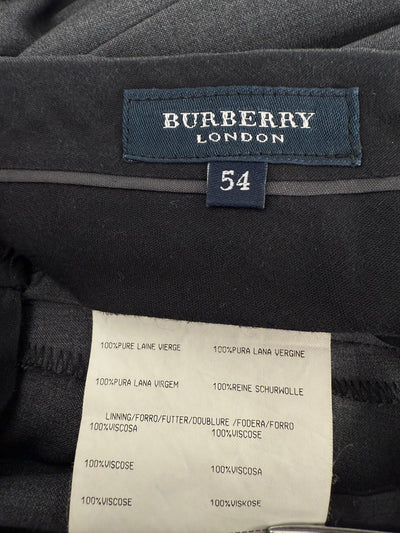 BURBERRY
LONDON
54
100%PURE LAINE VIERGE 100%PURA LANA VERGINE
100%PURA LANA VIRGEM 100%REINE SCHURWOLLE
LINNING/FORRO/FUTTER/DOUBLURE /FODERA/FORRO
100%VISCOSA 100%VISCOSA
100%VISCOSE 100%VISCOSA
100%VISCOSE 100%VISKOSE